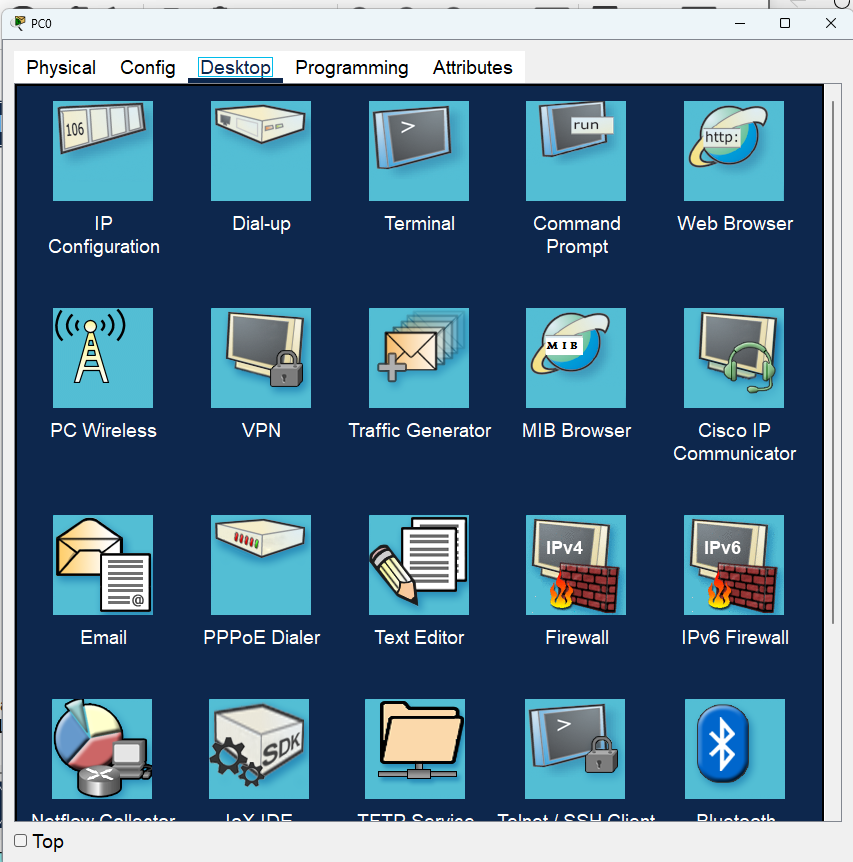 PC0
Physical Config Desktop Programming Attributes
106
>
run
http:
IP
Configuration
Dial-up
Terminal
Command
Prompt
Web Browser
MIB
PC Wireless
VPN
Traffic Generator
MIB Browser
Cisco IP
Communicator
@
IPv4
IPv6
Email
PPPoE Dialer
Text Editor
Firewall
IPv6 Firewall
SDK
>
Netflow Collector
IoX IDE
TFTP Service
Telnet / SSH Client
Bluetooth
Top